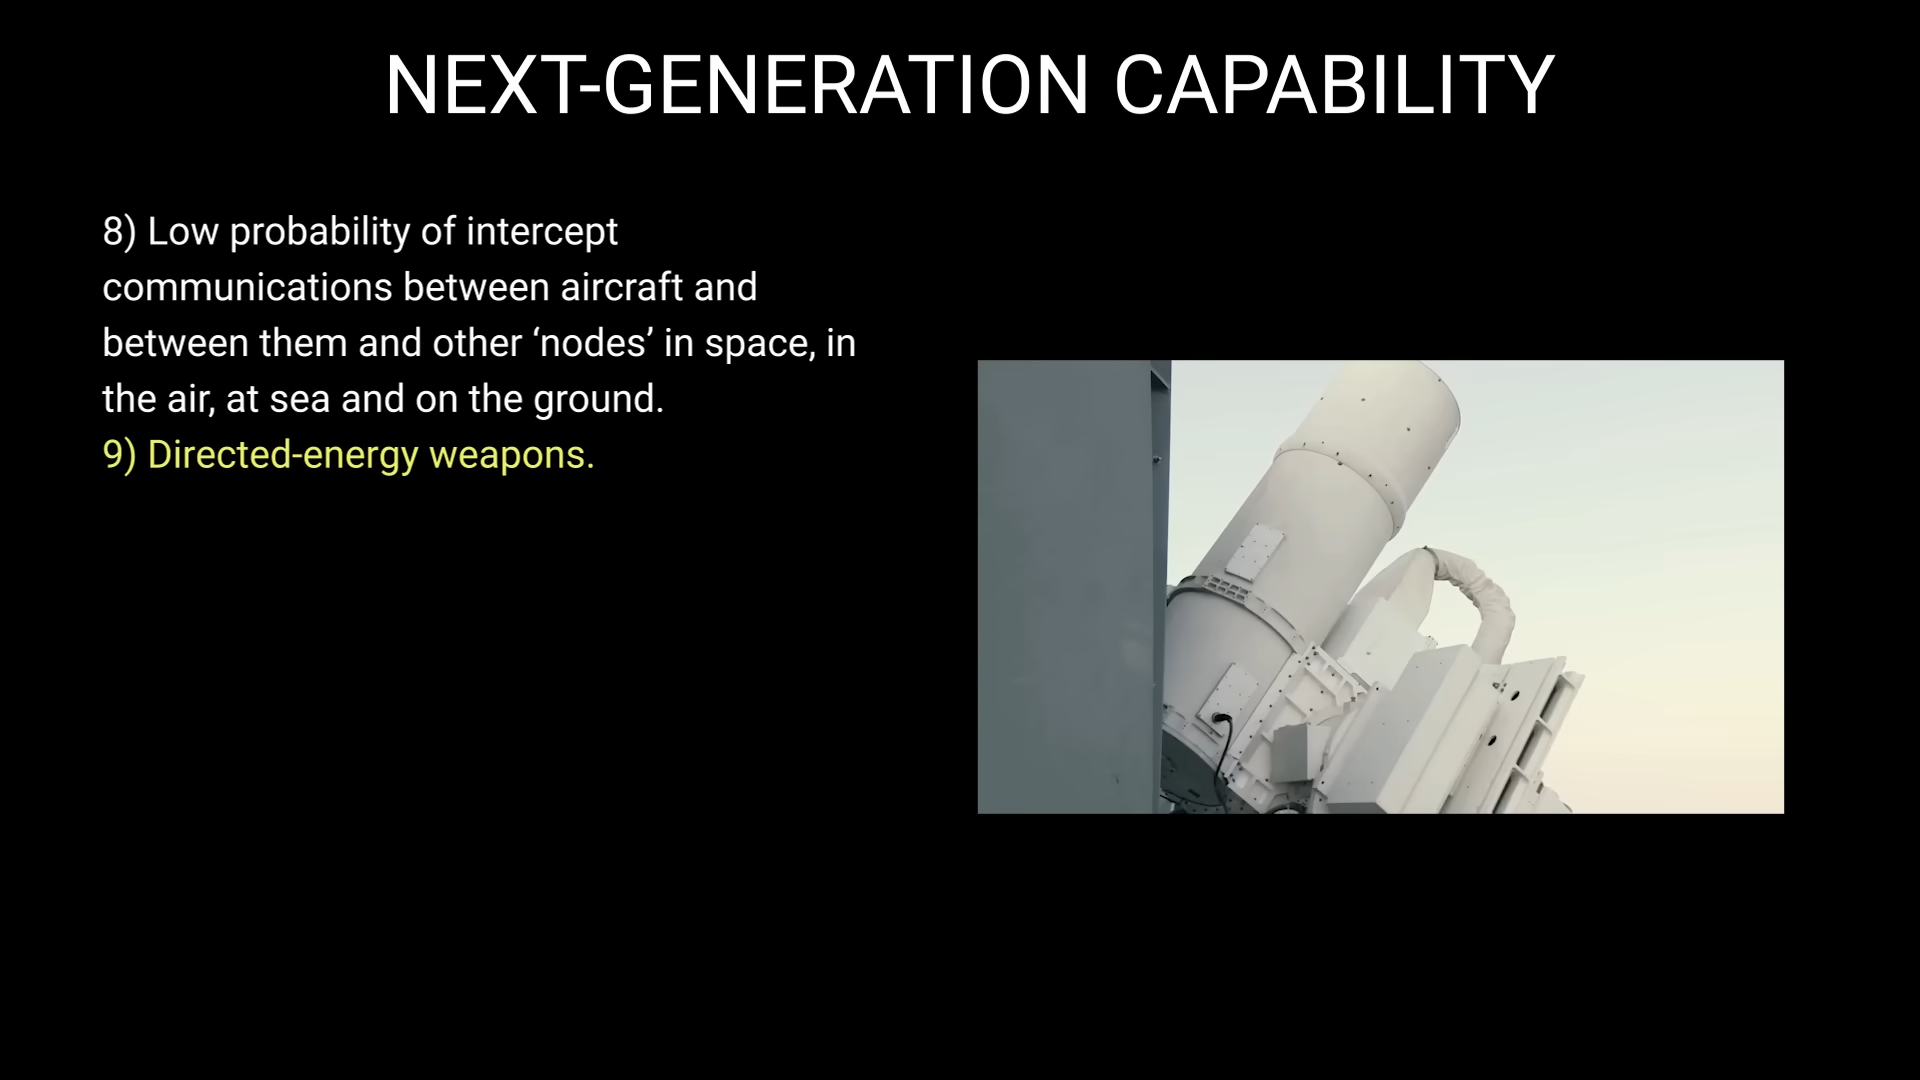 NEXT-GENERATION CAPABILITY
8) Low probability of intercept
communications between aircraft and
between them and other ‘nodes’ in space, in
the air, at sea and on the ground.
9) Directed-energy weapons.